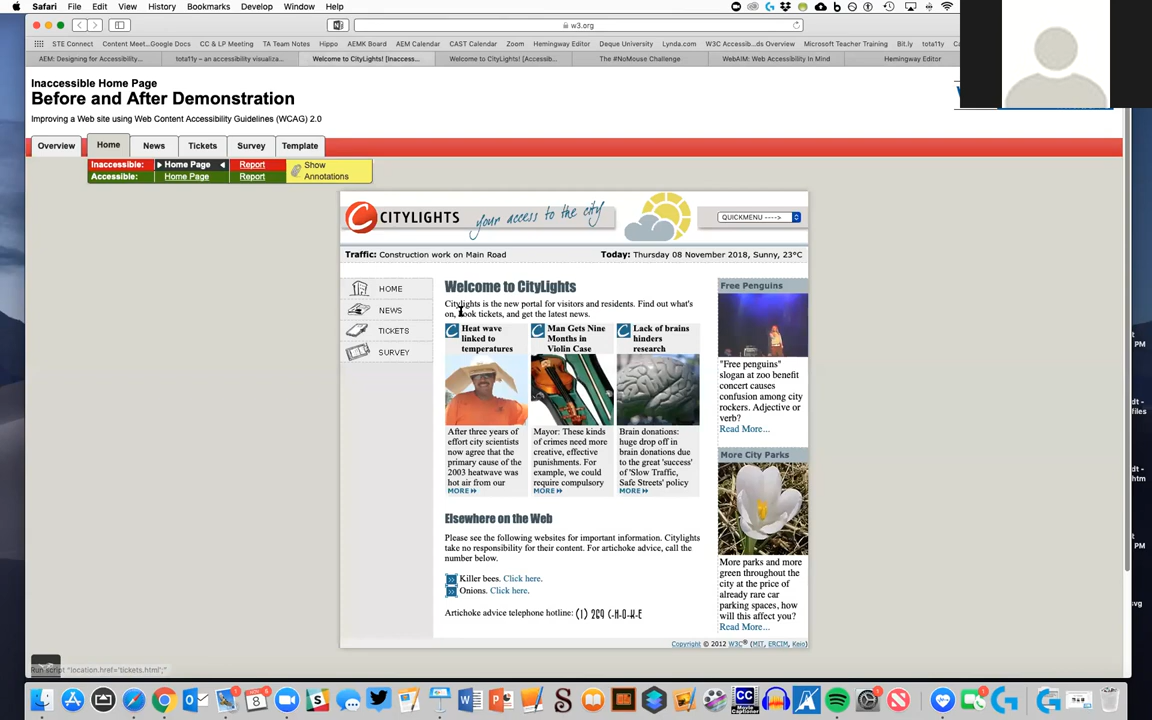 Safari File Edit View History Bookmarks Develop Window Help
w3.org
STE Connect Content Meet...Google Docs CC & LP Meeting TA Team Notes Hippo AEMK Board AEM Calendar CAST Calendar Zoom Hemingway Editor Deque University Lynda.com W3C Accessib...ds Overview Microsoft Teacher Training Bit.ly tota11y
AEM: Designing for Accessibility... tota11y – an accessibility visualiza... Welcome to CityLights! [Inaccess... Welcome to CityLights! [Accessib... The #NoMouse Challenge WebAIM: Web Accessibility In Mind Hemingway Editor
Inaccessible Home Page
Before and After Demonstration
Improving a Web site using Web Content Accessibility Guidelines (WCAG) 2.0
Overview Home News Tickets Survey Template
Inaccessible: Home Page Report Show
Accessible: Home Page Report Annotations
CITYLIGHTS your access to the city QUICKMENU ---->
Traffic: Construction work on Main Road Today: Thursday 08 November 2018, Sunny, 23°C
HOME
NEWS
TICKETS
SURVEY
Welcome to CityLights
Citylights is the new portal for visitors and residents. Find out what's
on, book tickets, and get the latest news.
Heat wave
linked to
temperatures
After three years of
effort city scientists
now agree that the
primary cause of the
2003 heatwave was
hot air from our
MORE
Man Gets Nine
Months in
Violin Case
Mayor: These kinds
of crimes need more
creative, effective
punishments. For
example, we could
require compulsory
MORE
Lack of brains
hinders
research
Brain donations:
huge drop off in
brain donations due
to the great 'success'
of 'Slow Traffic,
Safe Streets' policy
MORE
Elsewhere on the Web
Please see the following websites for important information. Citylights
take no responsibility for their content. For artichoke advice, call the
number below.
Killer bees. Click here.
Onions. Click here.
Artichoke advice telephone hotline: (1) 269 C-H-O-K-E
Free Penguins
"Free penguins"
slogan at zoo benefit
concert causes
confusion among city
rockers. Adjective or
verb?
Read More...
More City Parks
More parks and more
green throughout the
city at the price of
already rare car
parking spaces, how
will this affect you?
Read More...
Copyright © 2012 W3C® (MIT, ERCIM, Keio)
Run script "location.href='tickets.html';"